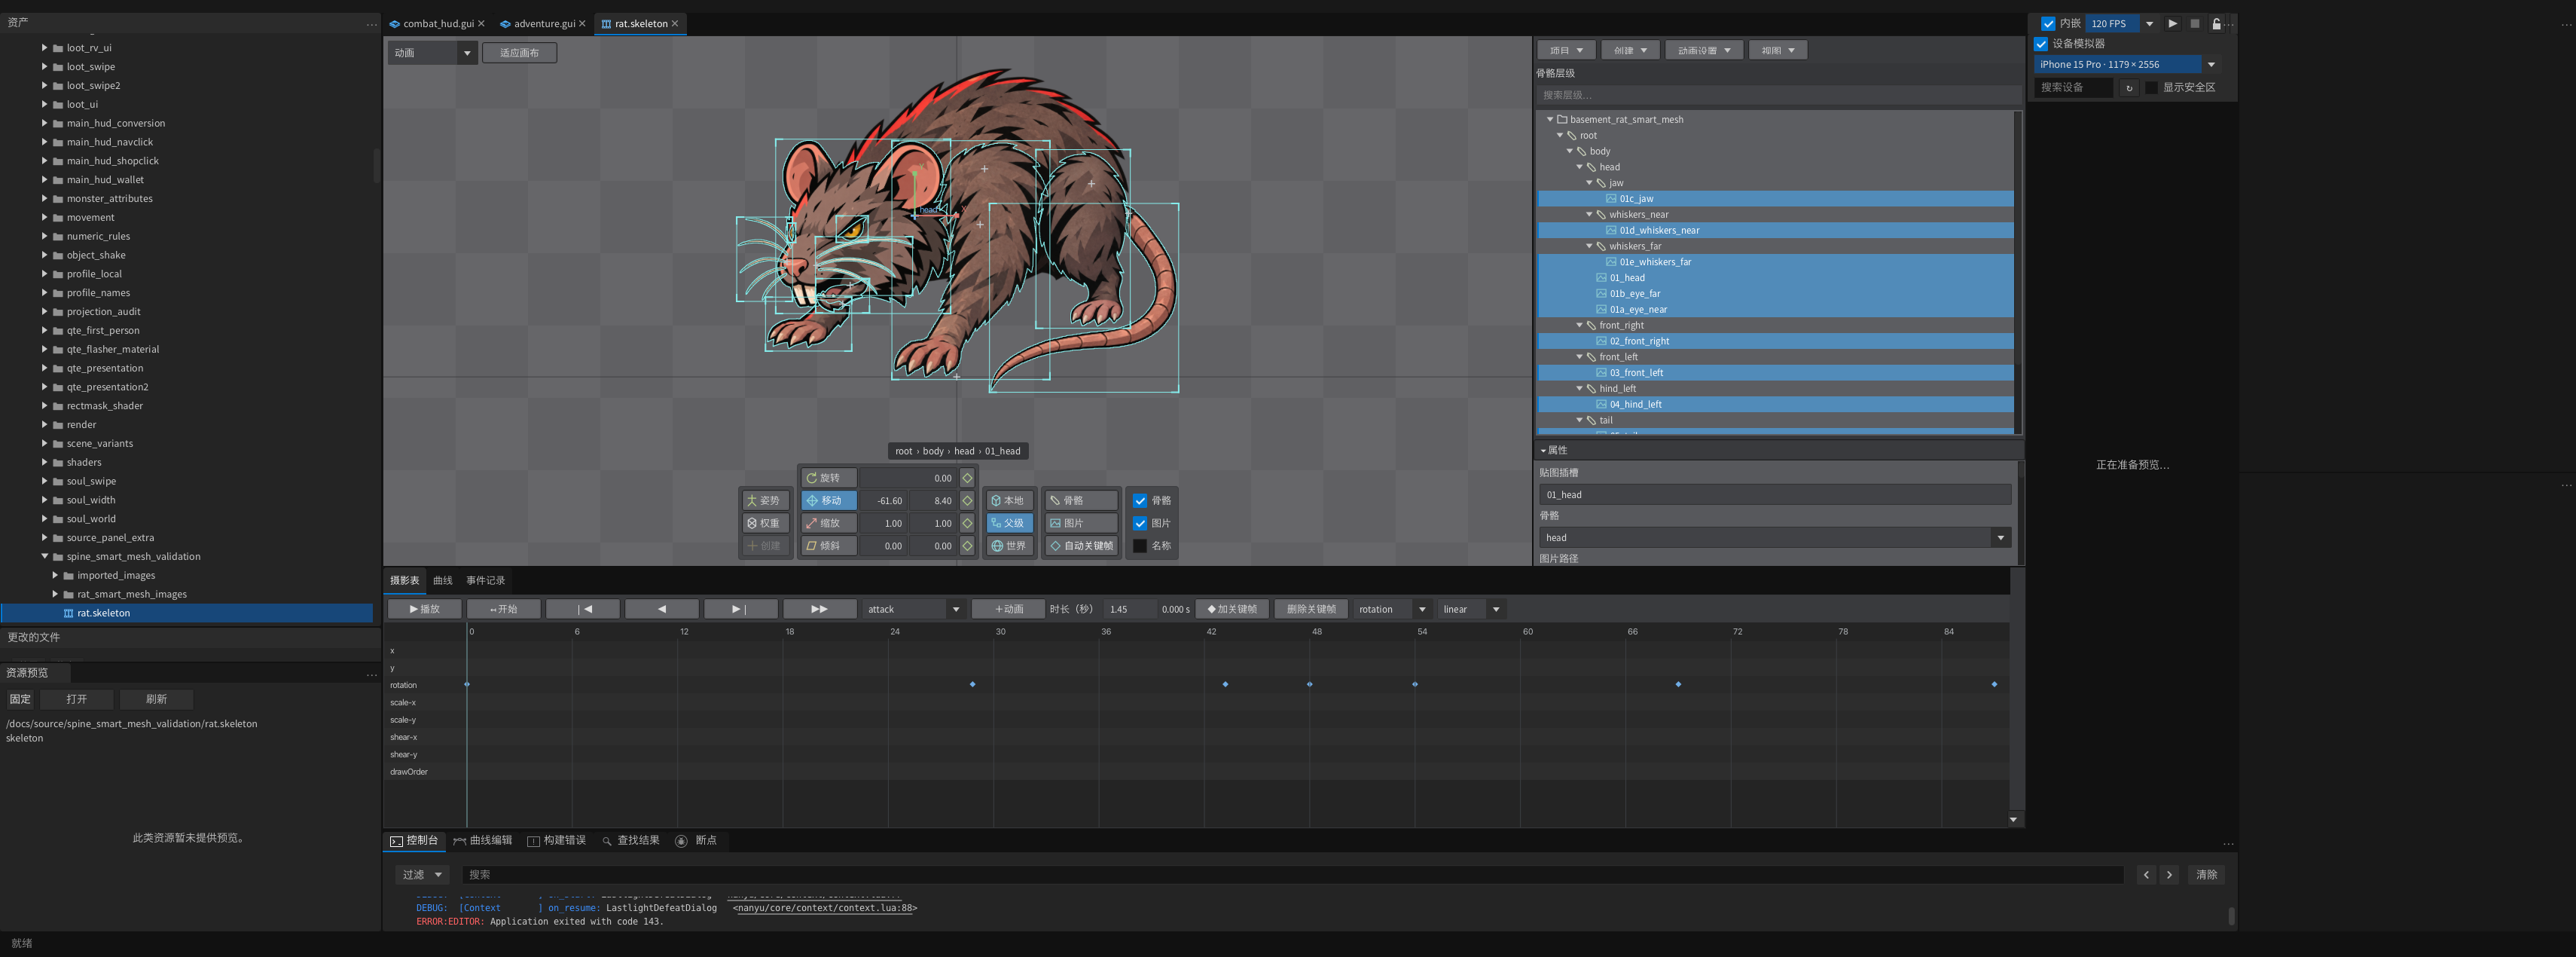 资产
...
loot_rv_ui
loot_swipe
loot_swipe2
loot_ui
main_hud_conversion
main_hud_navclick
main_hud_shopclick
main_hud_wallet
monster_attributes
movement
numeric_rules
object_shake
profile_local
profile_names
projection_audit
qte_first_person
qte_flasher_material
qte_presentation
qte_presentation2
rectmask_shader
render
scene_variants
shaders
soul_swipe
soul_width
soul_world
source_panel_extra
spine_smart_mesh_validation
imported_images
rat_smart_mesh_images
rat.skeleton
更改的文件
资源预览
...
固定 打开 刷新
/docs/source/spine_smart_mesh_validation/rat.skeleton
skeleton
此类资源暂未提供预览。
就绪
combat_hud.gui adventure.gui rat.skeleton
动画 适应画布
head
root › body › head › 01_head
姿势
权重
创建
旋转 0.00
移动 -61.60 8.40
缩放 1.00 1.00
倾斜 0.00 0.00
本地
父级
世界
骨骼
图片
自动关键帧
骨骼
图片
名称
项目 创建 动画设置 视图
骨骼层级
搜索层级...
basement_rat_smart_mesh
root
body
head
jaw
01c_jaw
whiskers_near
01d_whiskers_near
whiskers_far
01e_whiskers_far
01_head
01b_eye_far
01a_eye_near
front_right
02_front_right
front_left
03_front_left
hind_left
04_hind_left
tail
属性
贴图插槽
01_head
骨骼
head
图片路径
摄影表 曲线 事件记录
播放 开始 attack +动画 时长（秒） 1.45 0.000 s 加关键帧 删除关键帧 rotation linear
0 6 12 18 24 30 36 42 48 54 60 66 72 78 84
x
y
rotation
scale-x
scale-y
shear-x
shear-y
drawOrder
控制台 曲线编辑 构建错误 查找结果 断点
...
过滤 搜索 清除
DEBUG: [Context ] on_resume: LastlightDefeatDialog <nanyu/core/context/context.lua:88>
ERROR:EDITOR: Application exited with code 143.
内嵌 120 FPS
设备模拟器
iPhone 15 Pro · 1179 × 2556
搜索设备 显示安全区
正在准备预览...